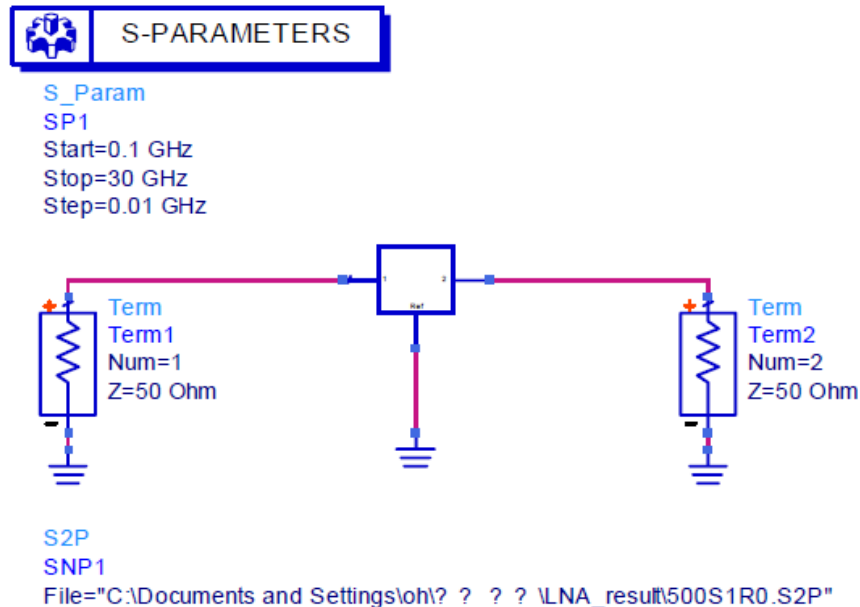 S-PARAMETERS
S_Param
SP1
Start=0.1 GHz
Stop=30 GHz
Step=0.01 GHz
1
2
Ref
Term
Term1
Num=1
Z=50 Ohm
Term
Term2
Num=2
Z=50 Ohm
S2P
SNP1
File="C:\Documents and Settings\oh\? ? ? ? \LNA_result\500S1R0.S2P"